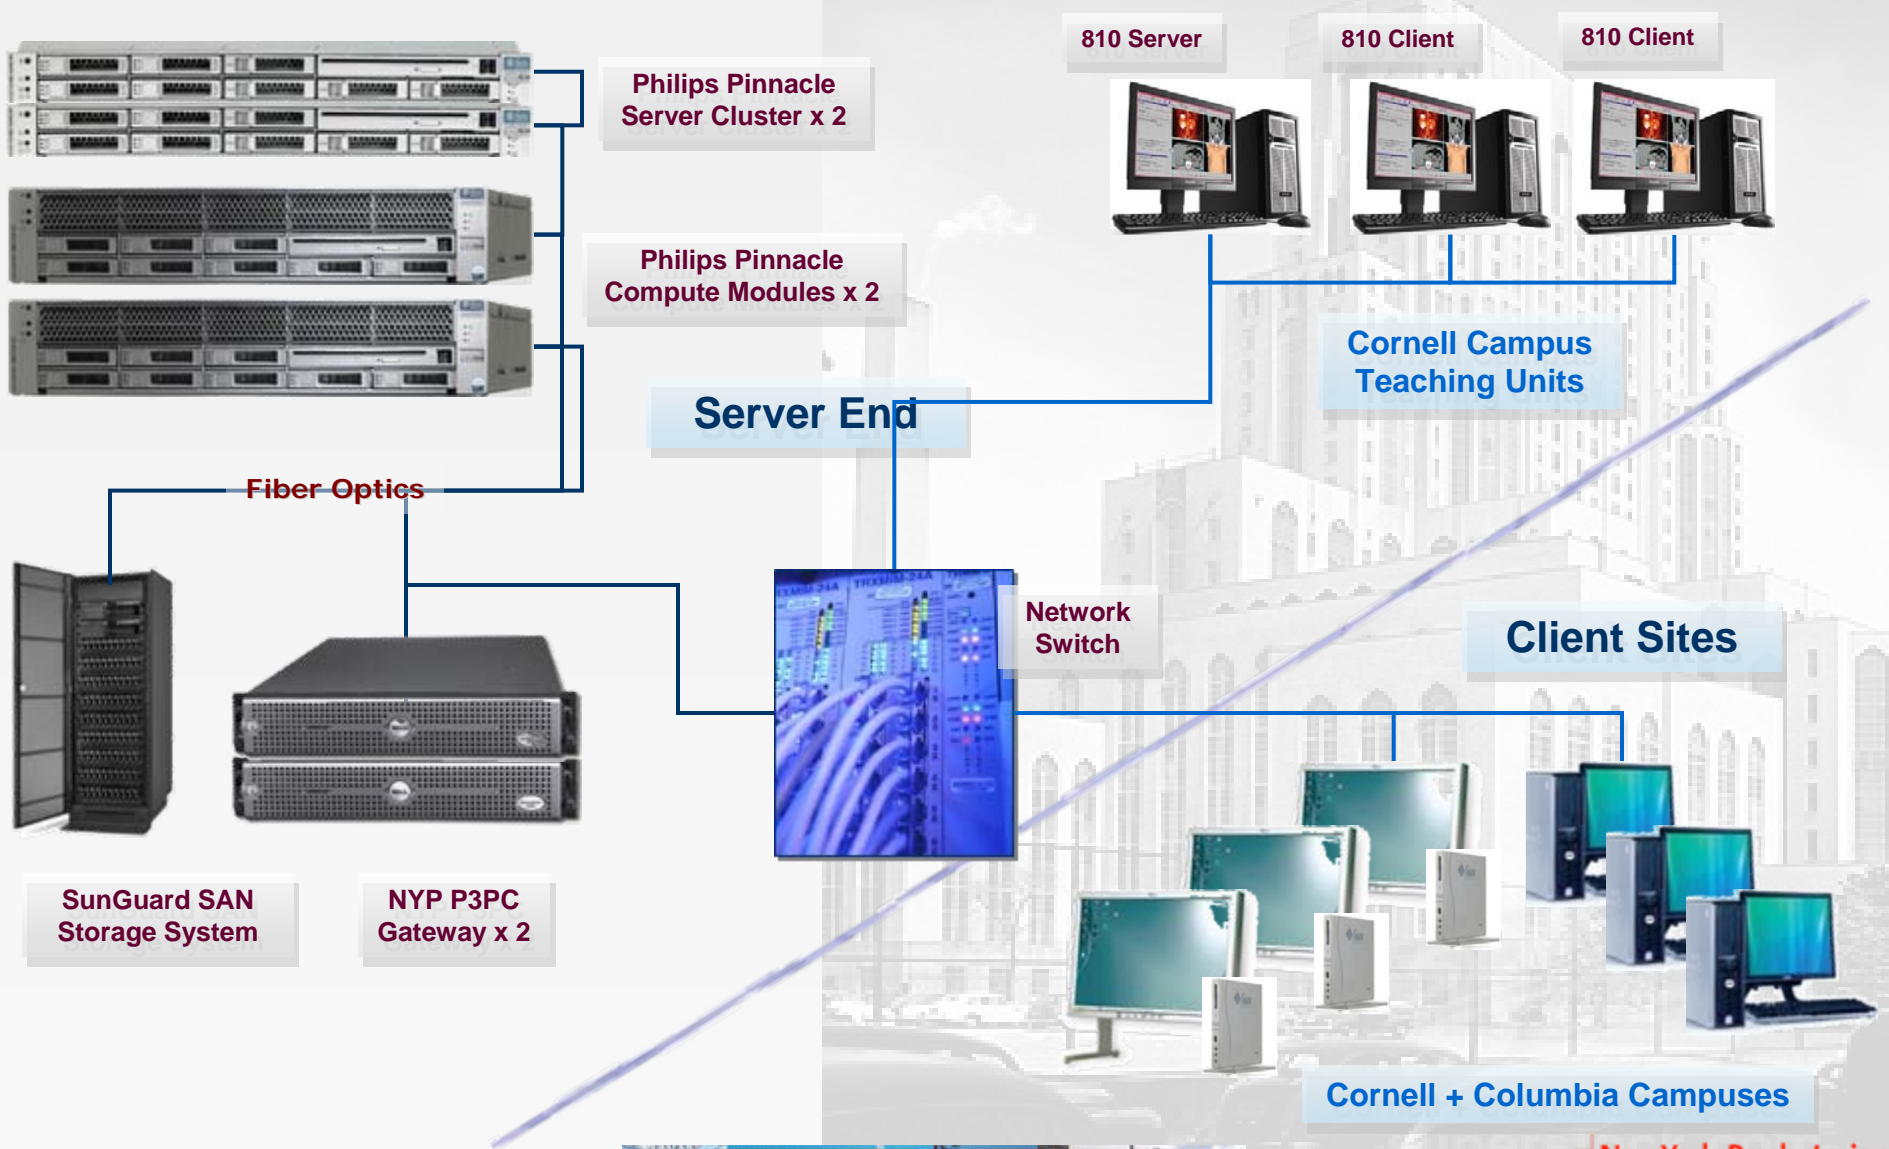 810 Server
810 Client
810 Client
Philips Pinnacle
Server Cluster x 2
Philips Pinnacle
Compute Modules x 2
Cornell Campus
Teaching Units
Server End
Fiber Optics
TRXMIM-24A
Network
Switch
Client Sites
SunGuard SAN
Storage System
NYP P3PC
Gateway x 2
Cornell + Columbia Campuses